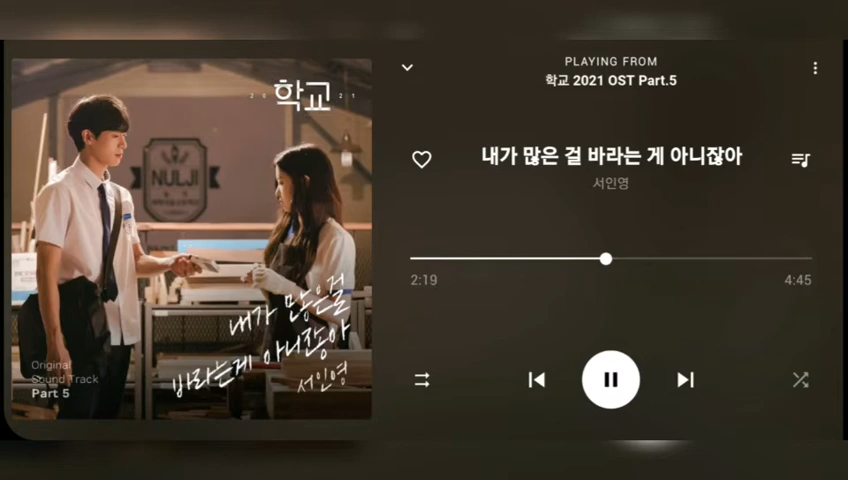 2 0 학교 2 1
NULJI
내가 많은걸
바라는게 아니잖아
서인영
Original
Sound Track
Part 5
PLAYING FROM
학교 2021 OST Part.5
내가 많은 걸 바라는 게 아니잖아
서인영
2:19
4:45